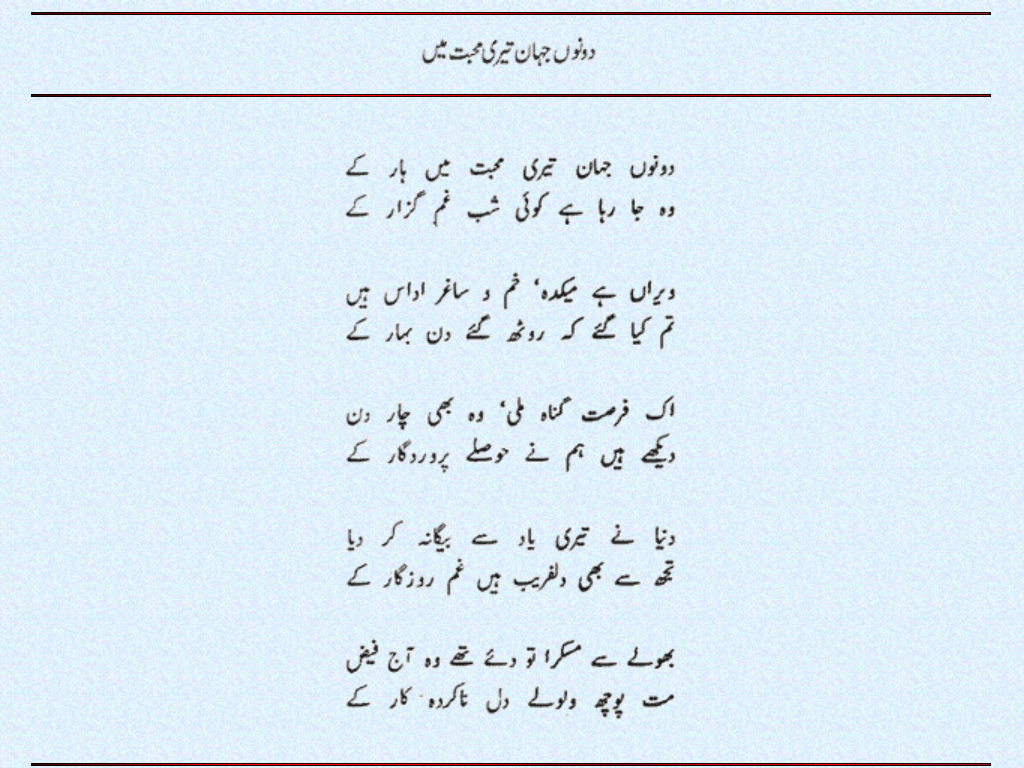 دونوں جہان تیری محبت میں
دونوں جہان تیری محبت میں ہار کے
وہ جا رہا ہے کوئی شب غم گزار کے
ویراں ہے میکدہ‘ خم و ساغر اداس ہیں
تم کیا گئے کہ روٹھ گئے دن بہار کے
اک فرصت گناہ ملی‘ وہ بھی چار دن
دیکھے ہیں ہم نے حوصلے پروردگار کے
دنیا نے تیری یاد سے بیگانہ کر دیا
تجھ سے بھی دلفریب ہیں غم روزگار کے
بھولے سے مسکرا تو دئے تھے وہ آج فیض
مت پوچھ ولولے دل ناکردہ کار کے